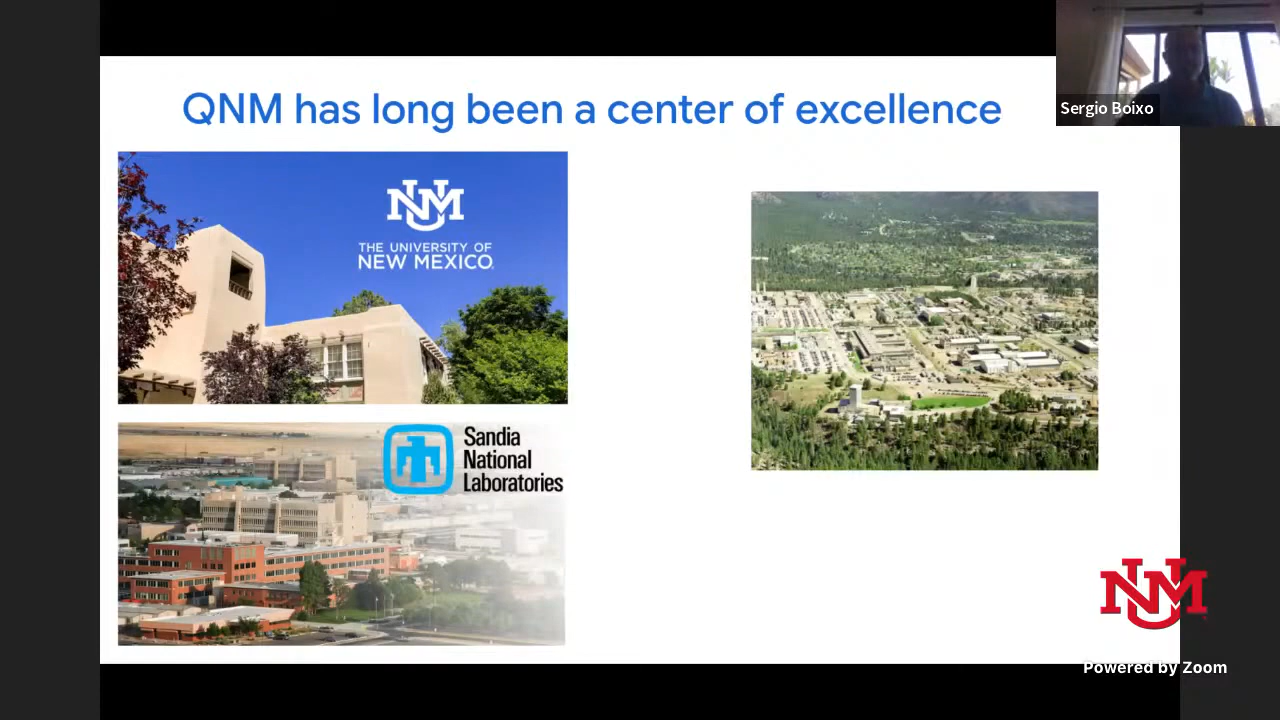 QNM has long been a center of excellence
Sergio Boixo
UNM
THE UNIVERSITY OF
NEW MEXICO
Sandia
National
Laboratories
UNM
Powered by Zoom